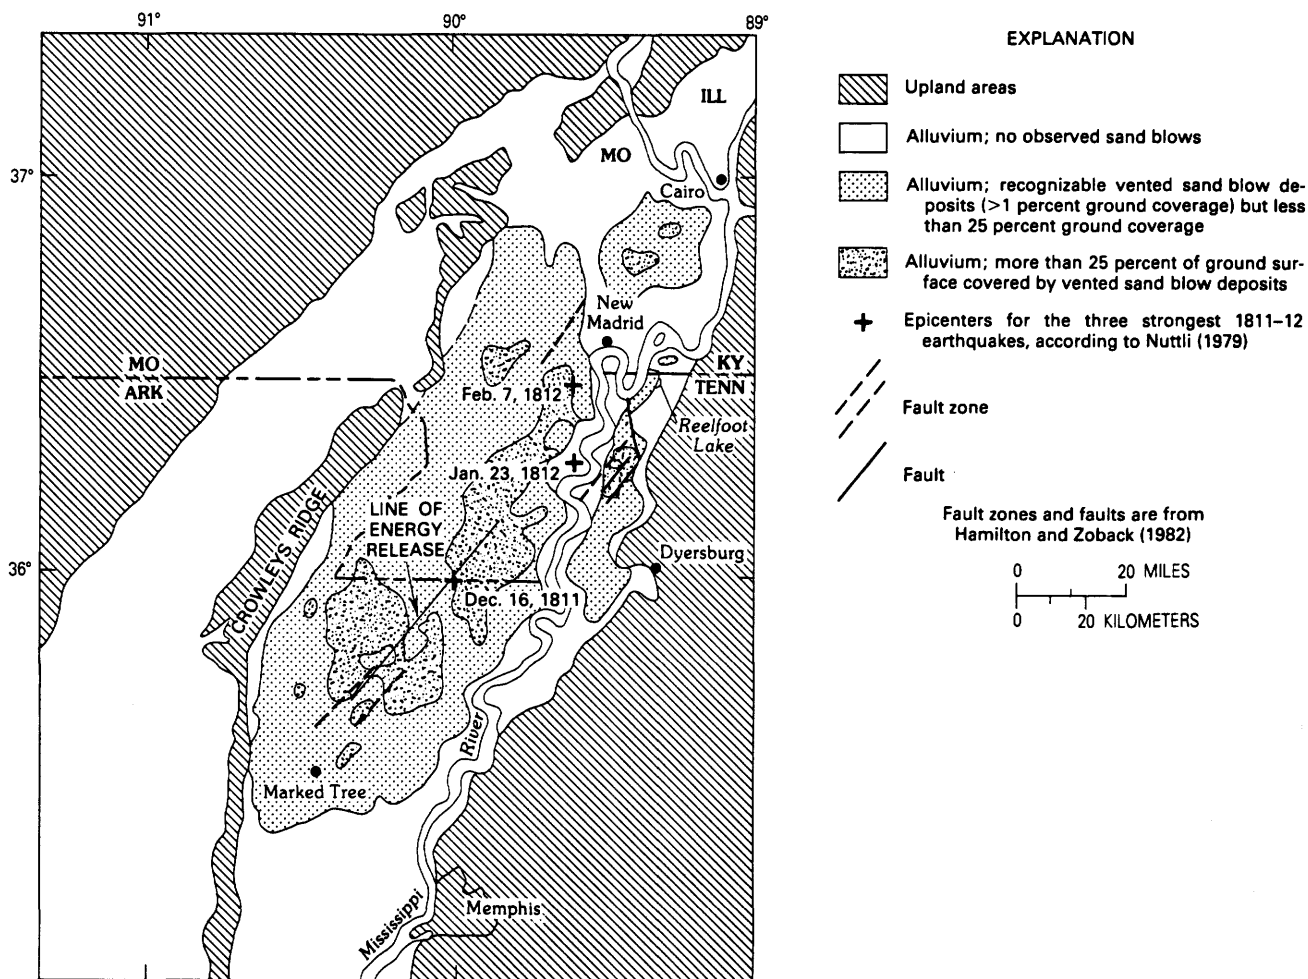 91°
90°
89°
37°
36°
ILL
MO
Cairo
New
Madrid
MO
ARK
KY
TENN
Feb. 7, 1812
Reelfoot
Lake
Jan. 23, 1812
LINE OF
ENERGY
RELEASE
CROWLEYS RIDGE
Dyersburg
Dec. 16, 1811
River
Marked Tree
Mississippi
Memphis
EXPLANATION
Upland areas
Alluvium; no observed sand blows
Alluvium; recognizable vented sand blow de-
posits (>1 percent ground coverage) but less
than 25 percent ground coverage
Alluvium; more than 25 percent of ground sur-
face covered by vented sand blow deposits
Epicenters for the three strongest 1811–12
earthquakes, according to Nuttli (1979)
Fault zone
Fault
Fault zones and faults are from
Hamilton and Zoback (1982)
0 20 MILES
0 20 KILOMETERS